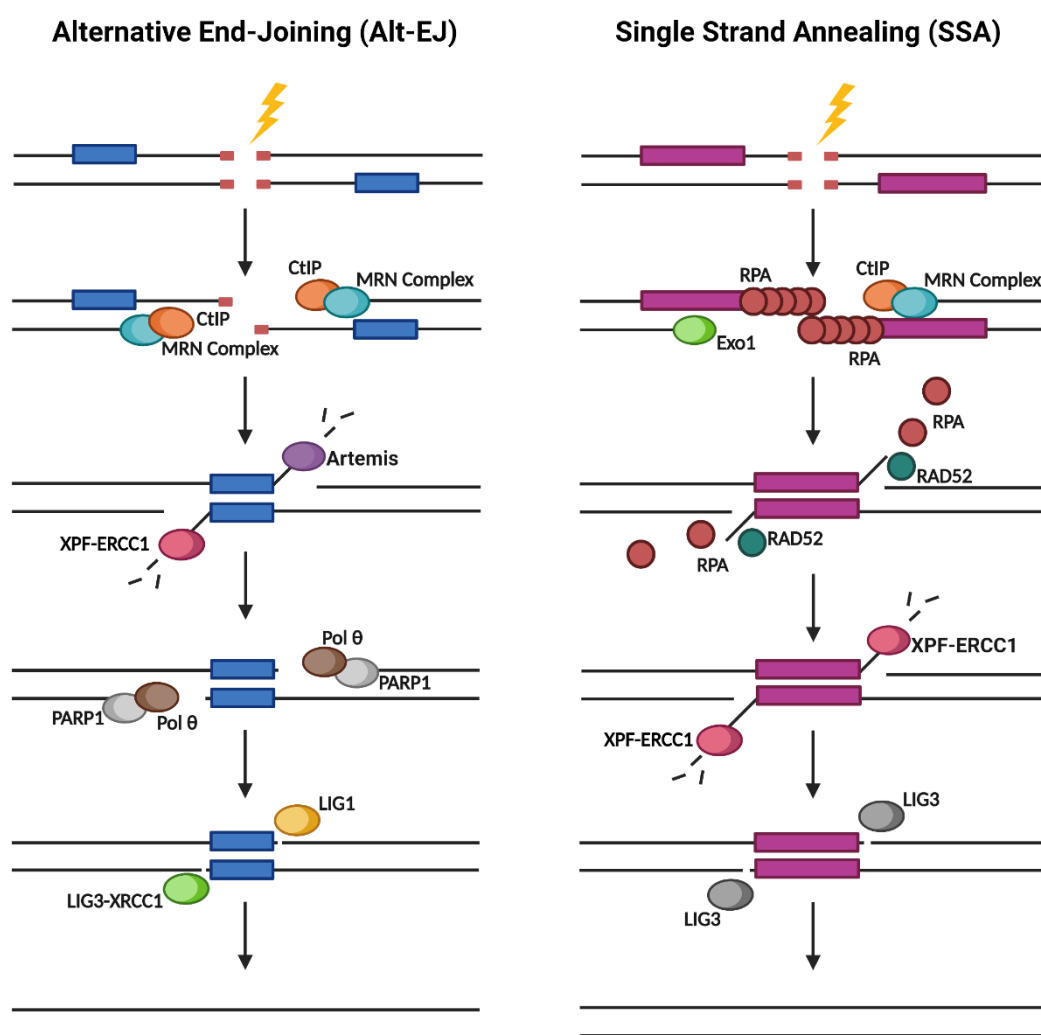 Alternative End-Joining (Alt-EJ)
CtIP
MRN Complex
CtIP
MRN Complex
Artemis
XPF-ERCC1
Pol θ
PARP1
PARP1
Pol θ
LIG1
LIG3-XRCC1
Single Strand Annealing (SSA)
RPA
CtIP
MRN Complex
Exo1
RPA
RPA
RAD52
RAD52
RPA
XPF-ERCC1
XPF-ERCC1
LIG3
LIG3